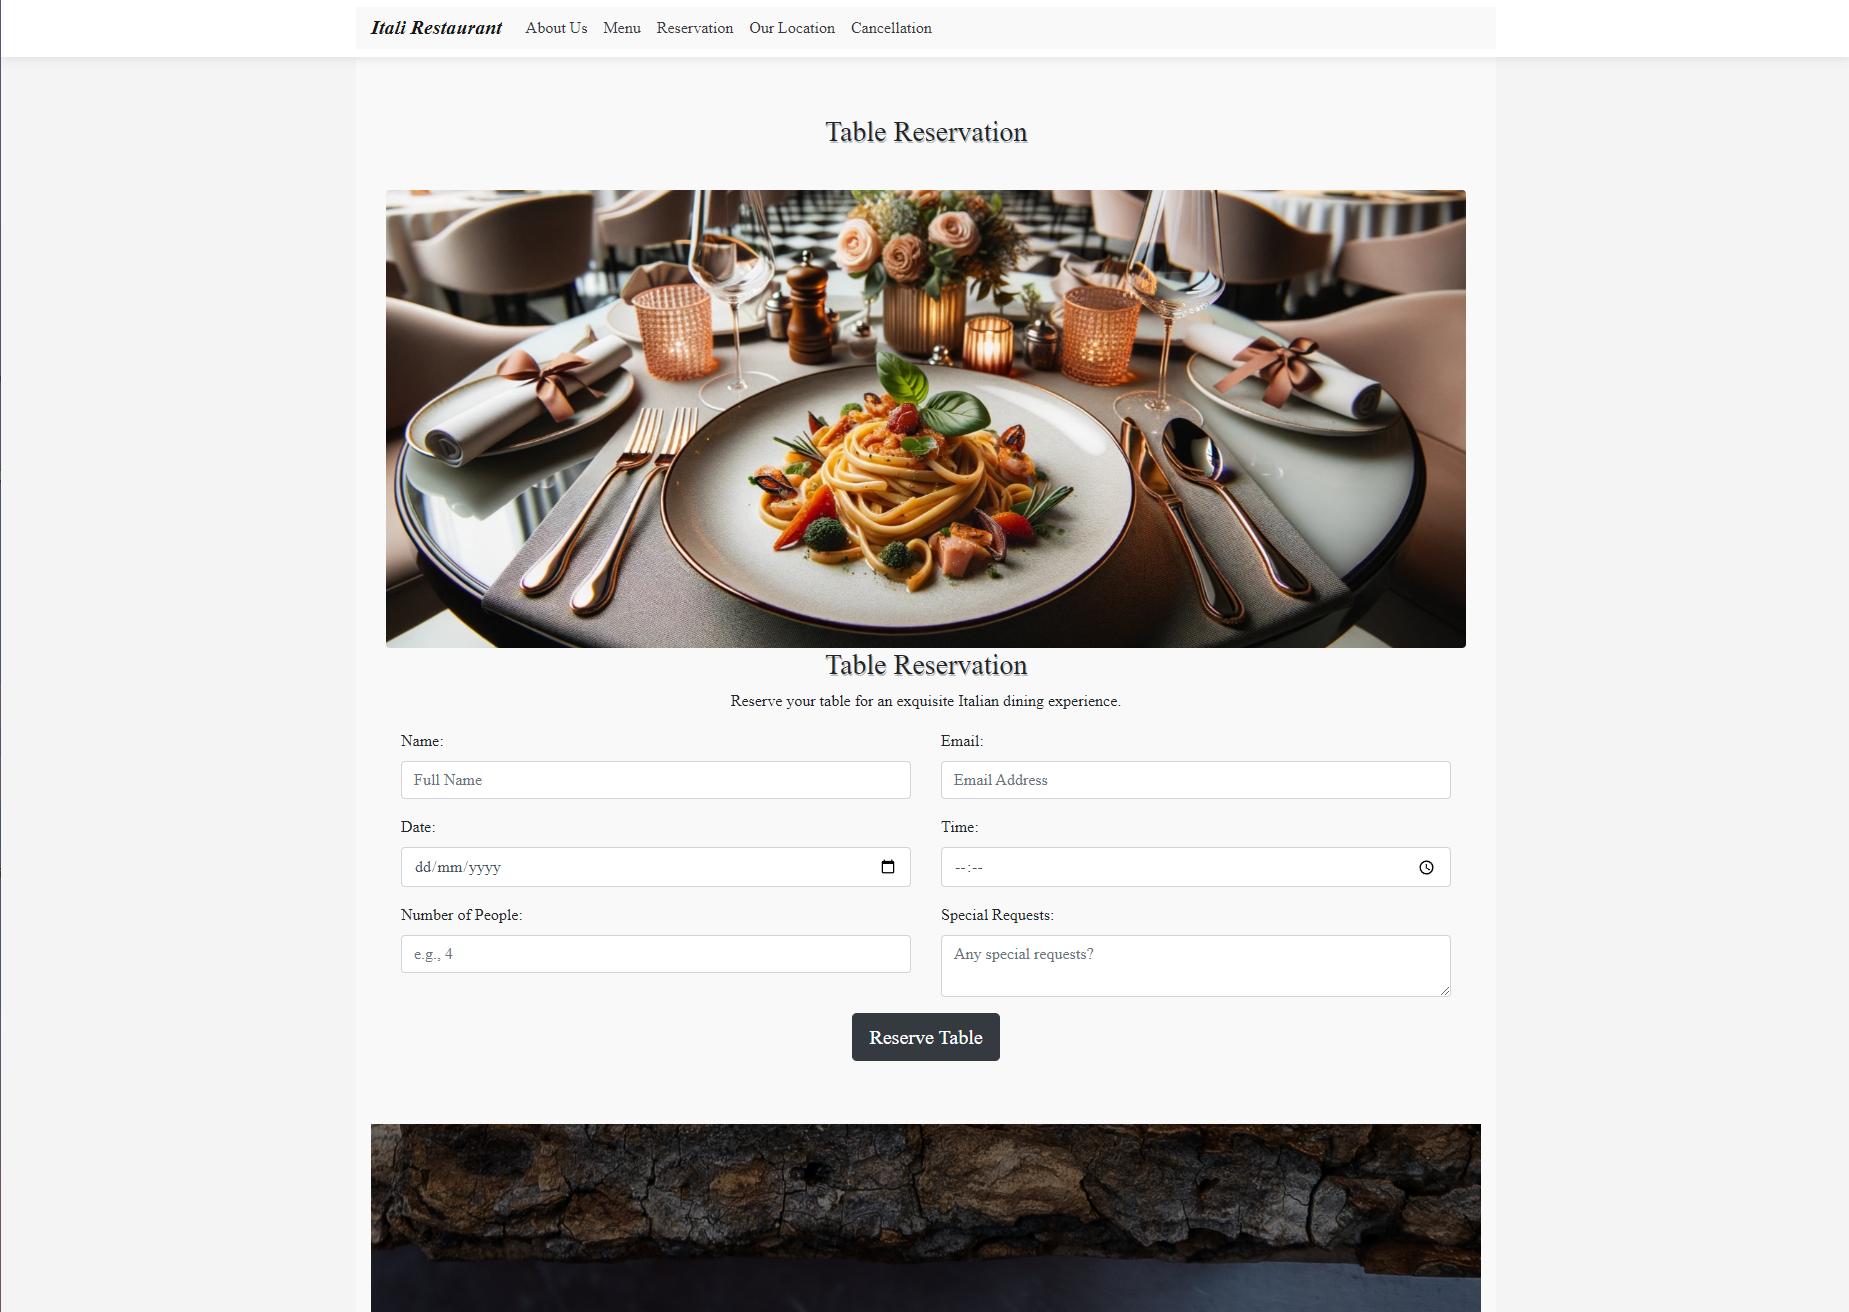 Itali Restaurant About Us Menu Reservation Our Location Cancellation
Table Reservation
Table Reservation
Reserve your table for an exquisite Italian dining experience.
Name: Email:
Full Name Email Address
Date: Time:
dd/mm/yyyy --:--
Number of People: Special Requests:
e.g., 4 Any special requests?
Reserve Table